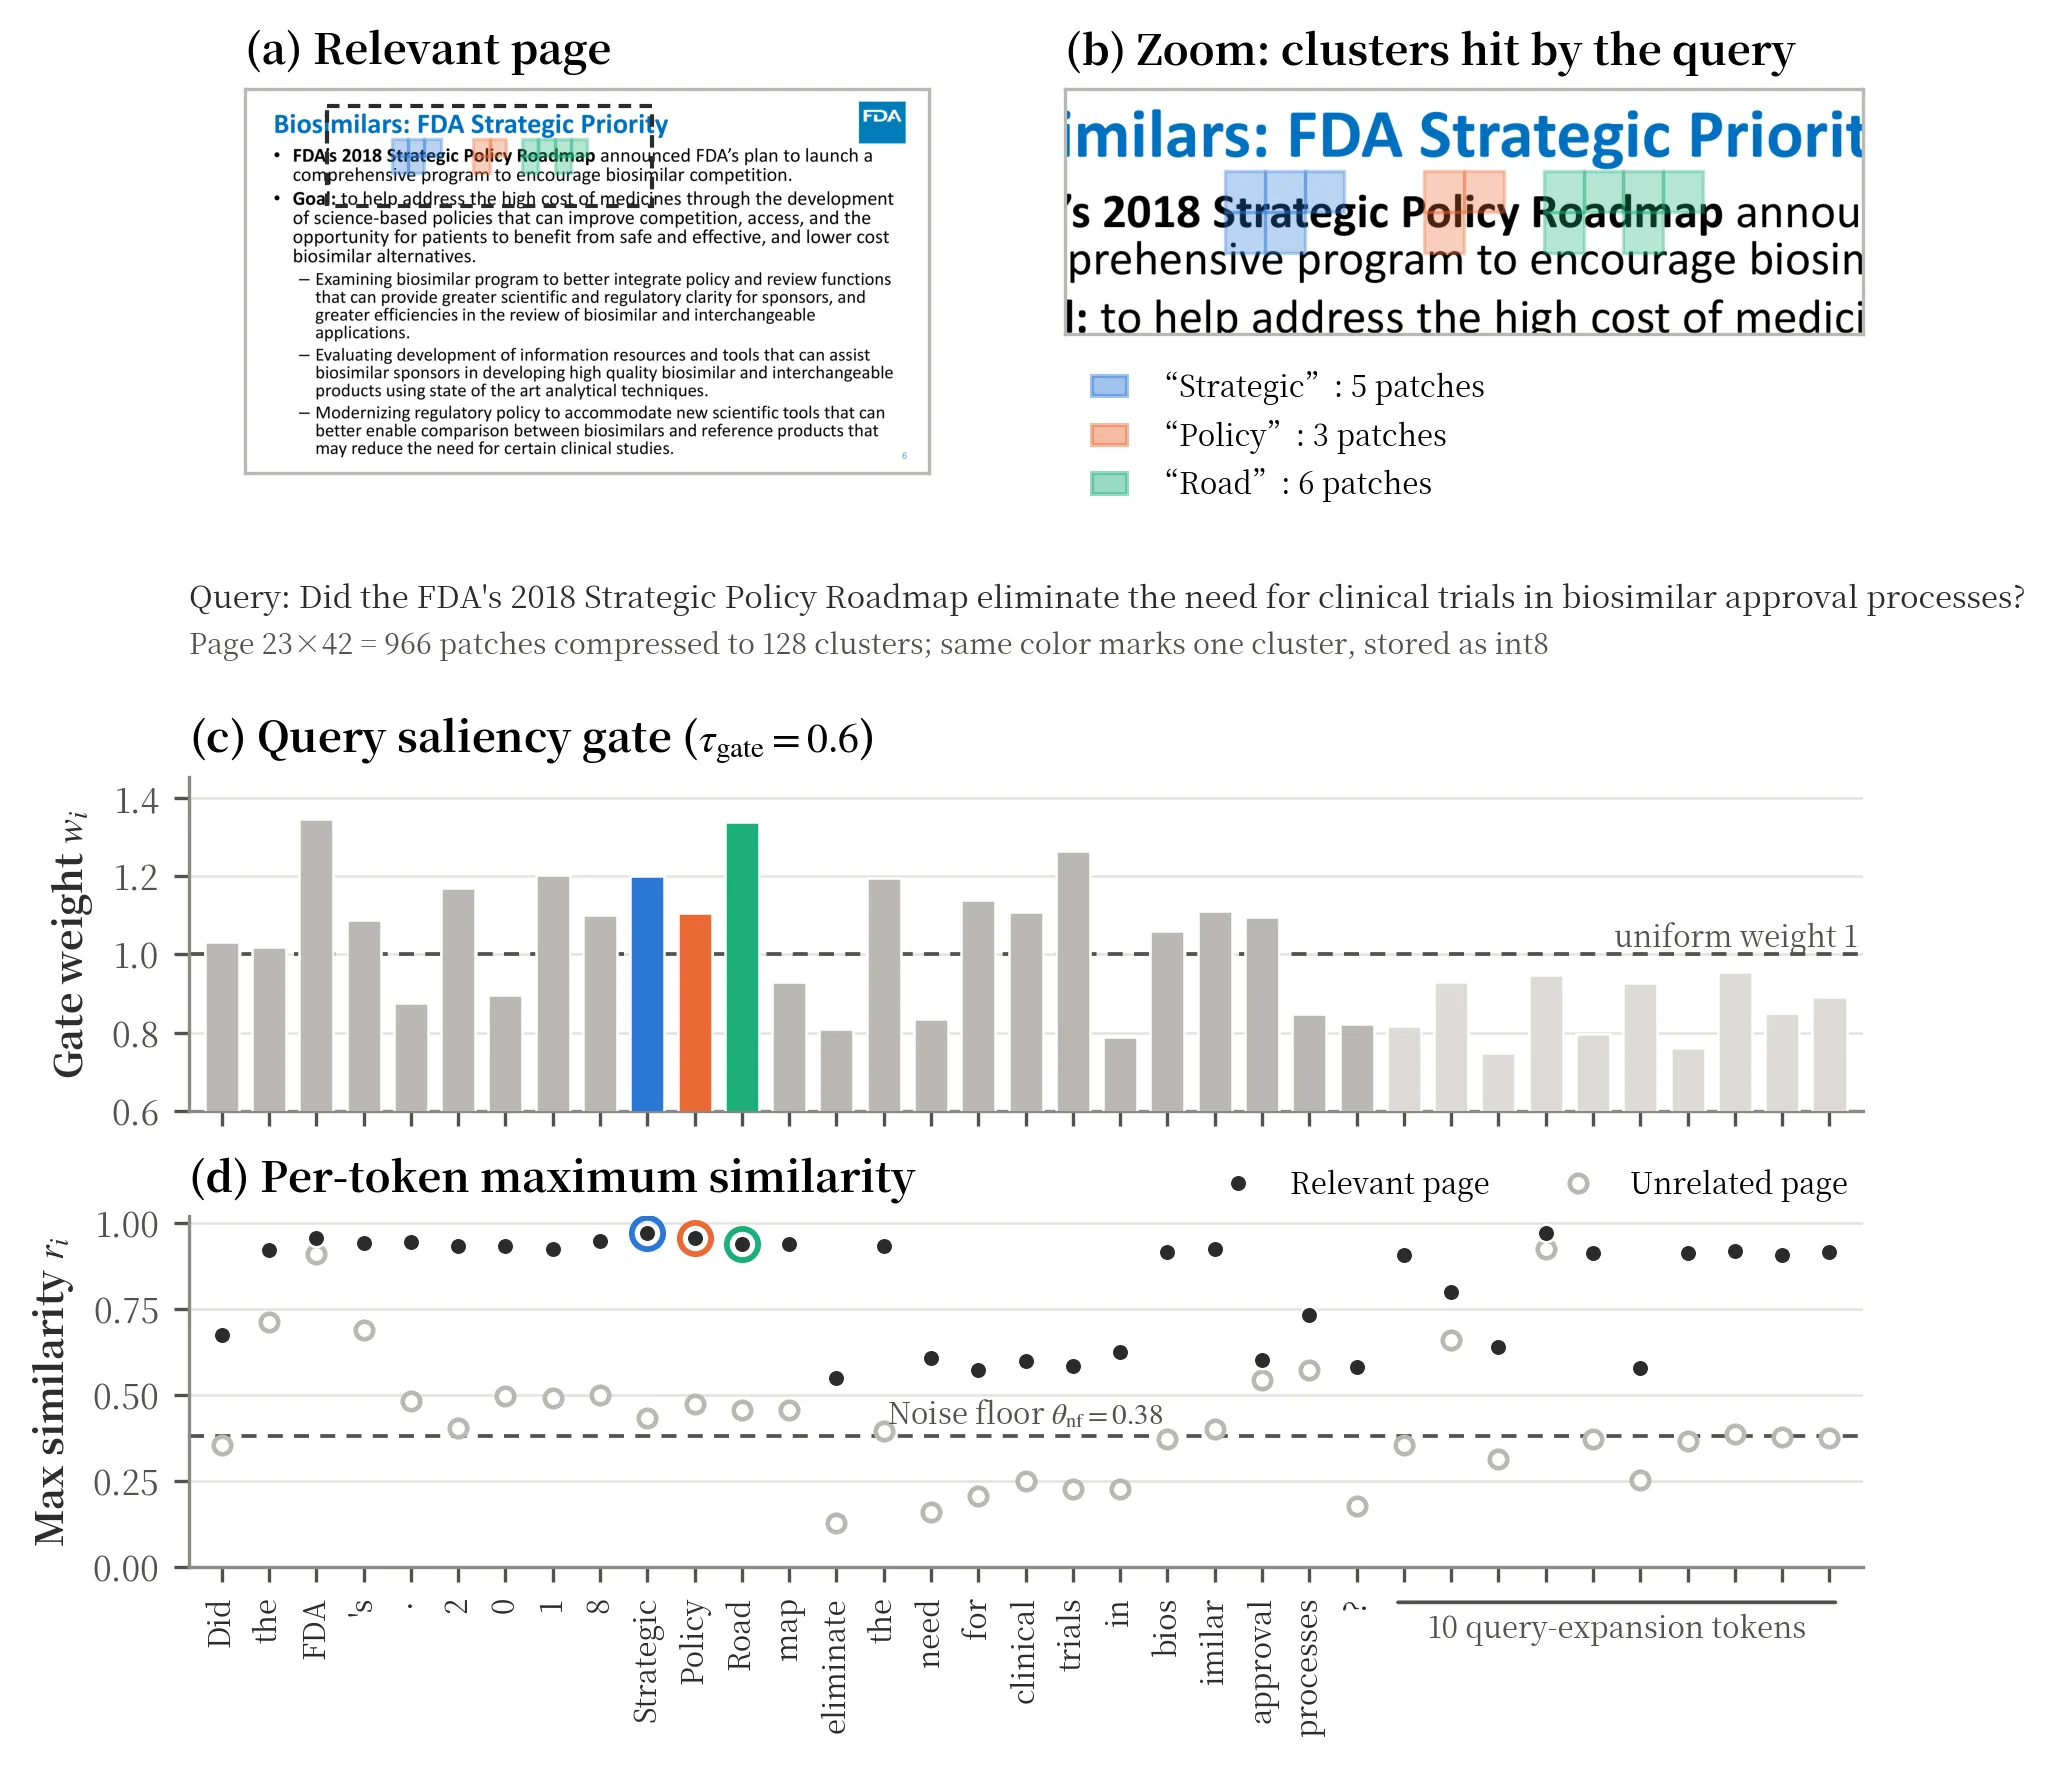 (a) Relevant page
Biosimilars: FDA Strategic Priority
FDA
• FDA's 2018 Strategic Policy Roadmap announced FDA's plan to launch a
comprehensive program to encourage biosimilar competition.
• Goal: to help address the high cost of medicines through the development
of science-based policies that can improve competition, access, and the
opportunity for patients to benefit from safe and effective, and lower cost
biosimilar alternatives.
– Examining biosimilar program to better integrate policy and review functions
that can provide greater scientific and regulatory clarity for sponsors, and
greater efficiencies in the review of biosimilar and interchangeable
applications.
– Evaluating development of information resources and tools that can assist
biosimilar sponsors in developing high quality biosimilar and interchangeable
products using state of the art analytical techniques.
– Modernizing regulatory policy to accommodate new scientific tools that can
better enable comparison between biosimilars and reference products that
may reduce the need for certain clinical studies.
6
(b) Zoom: clusters hit by the query
imilars: FDA Strategic Priorit
's 2018 Strategic Policy Roadmap annou
prehensive program to encourage biosim
l: to help address the high cost of medici
“Strategic” : 5 patches
“Policy” : 3 patches
“Road” : 6 patches
Query: Did the FDA's 2018 Strategic Policy Roadmap eliminate the need for clinical trials in biosimilar approval processes?
Page 23×42 = 966 patches compressed to 128 clusters; same color marks one cluster, stored as int8
(c) Query saliency gate (τgate = 0.6)
Gate weight wi
1.4
1.2
1.0
0.8
0.6
uniform weight 1
(d) Per-token maximum similarity
Relevant page
Unrelated page
Max similarity ri
1.00
0.75
0.50
0.25
0.00
Noise floor θnf = 0.38
Did
the
FDA
's
·
2
0
1
8
Strategic
Policy
Road
map
eliminate
the
need
for
clinical
trials
in
bios
imilar
approval
processes
?
10 query-expansion tokens